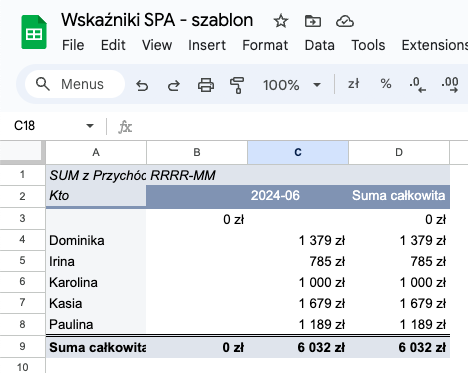 Wskaźniki SPA - szablon
File Edit View Insert Format Data Tools Extensions
Menus 100% zł % .0 .00
C18 fx
A B C D
1 SUM z Przychód RRRR-MM
2 Kto 2024-06 Suma całkowita
3 0 zł 0 zł
4 Dominika 1 379 zł 1 379 zł
5 Irina 785 zł 785 zł
6 Karolina 1 000 zł 1 000 zł
7 Kasia 1 679 zł 1 679 zł
8 Paulina 1 189 zł 1 189 zł
9 Suma całkowita 0 zł 6 032 zł 6 032 zł
10